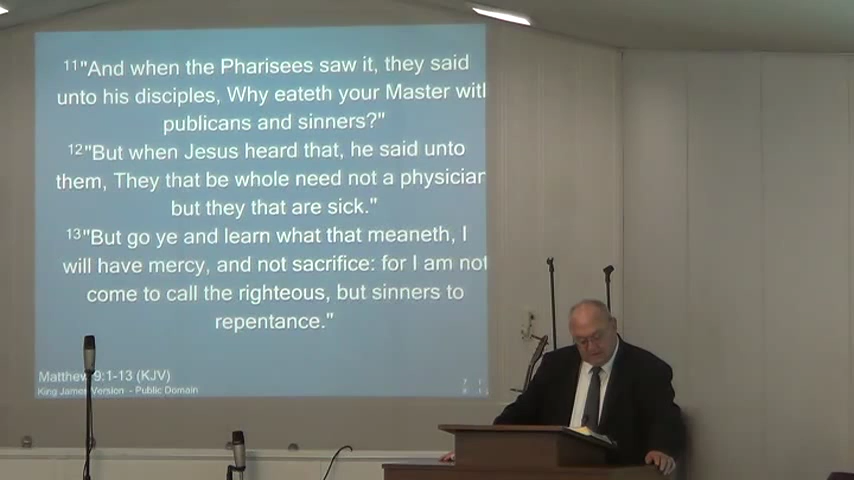 11"And when the Pharisees saw it, they said
unto his disciples, Why eateth your Master wit
publicans and sinners?"
12"But when Jesus heard that, he said unto
them, They that be whole need not a physician
but they that are sick."
13"But go ye and learn what that meaneth, I
will have mercy, and not sacrifice: for I am not
come to call the righteous, but sinners to
repentance."
Matthew 9:1-13 (KJV)
King James Version - Public Domain